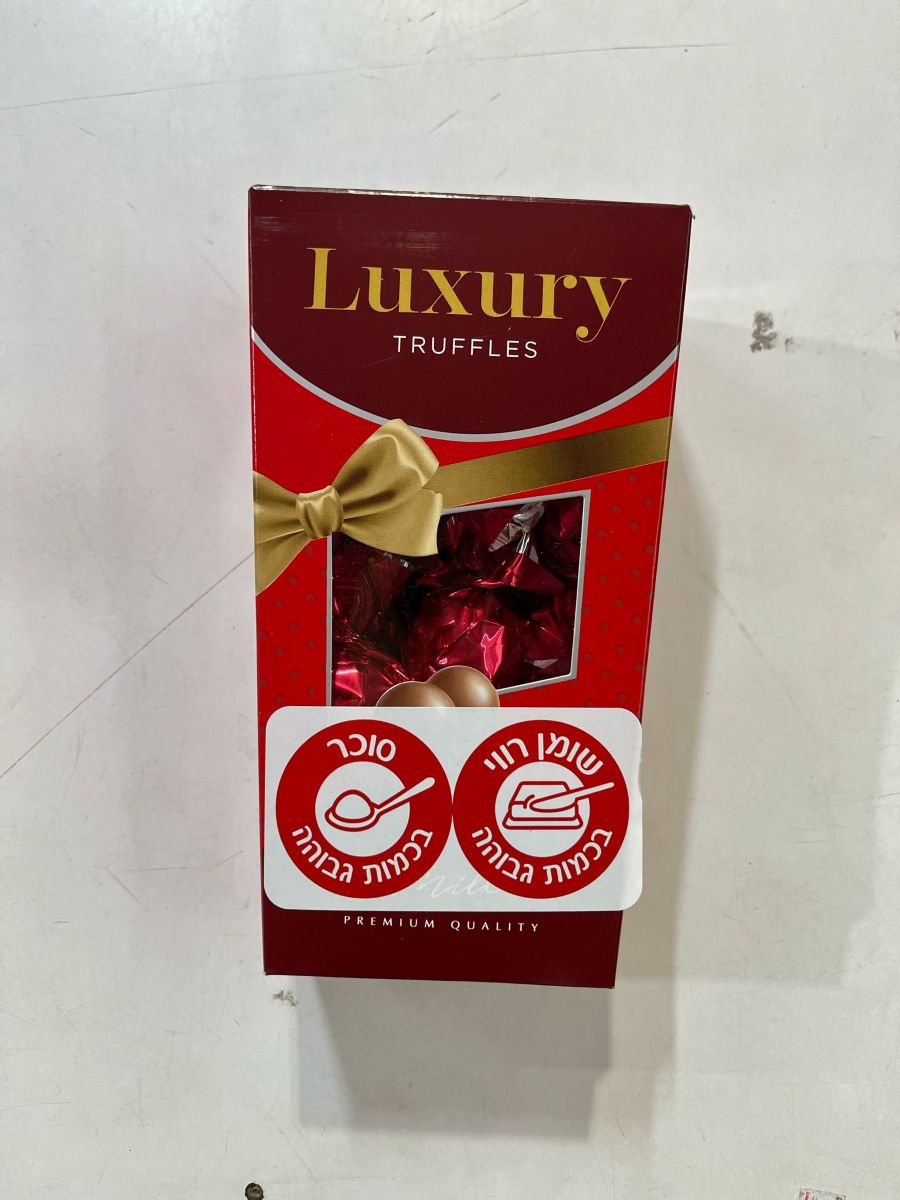 Luxury
TRUFFLES
סוכר
בכמות גבוהה
שומן רווי
בכמות גבוהה
PREMIUM QUALITY